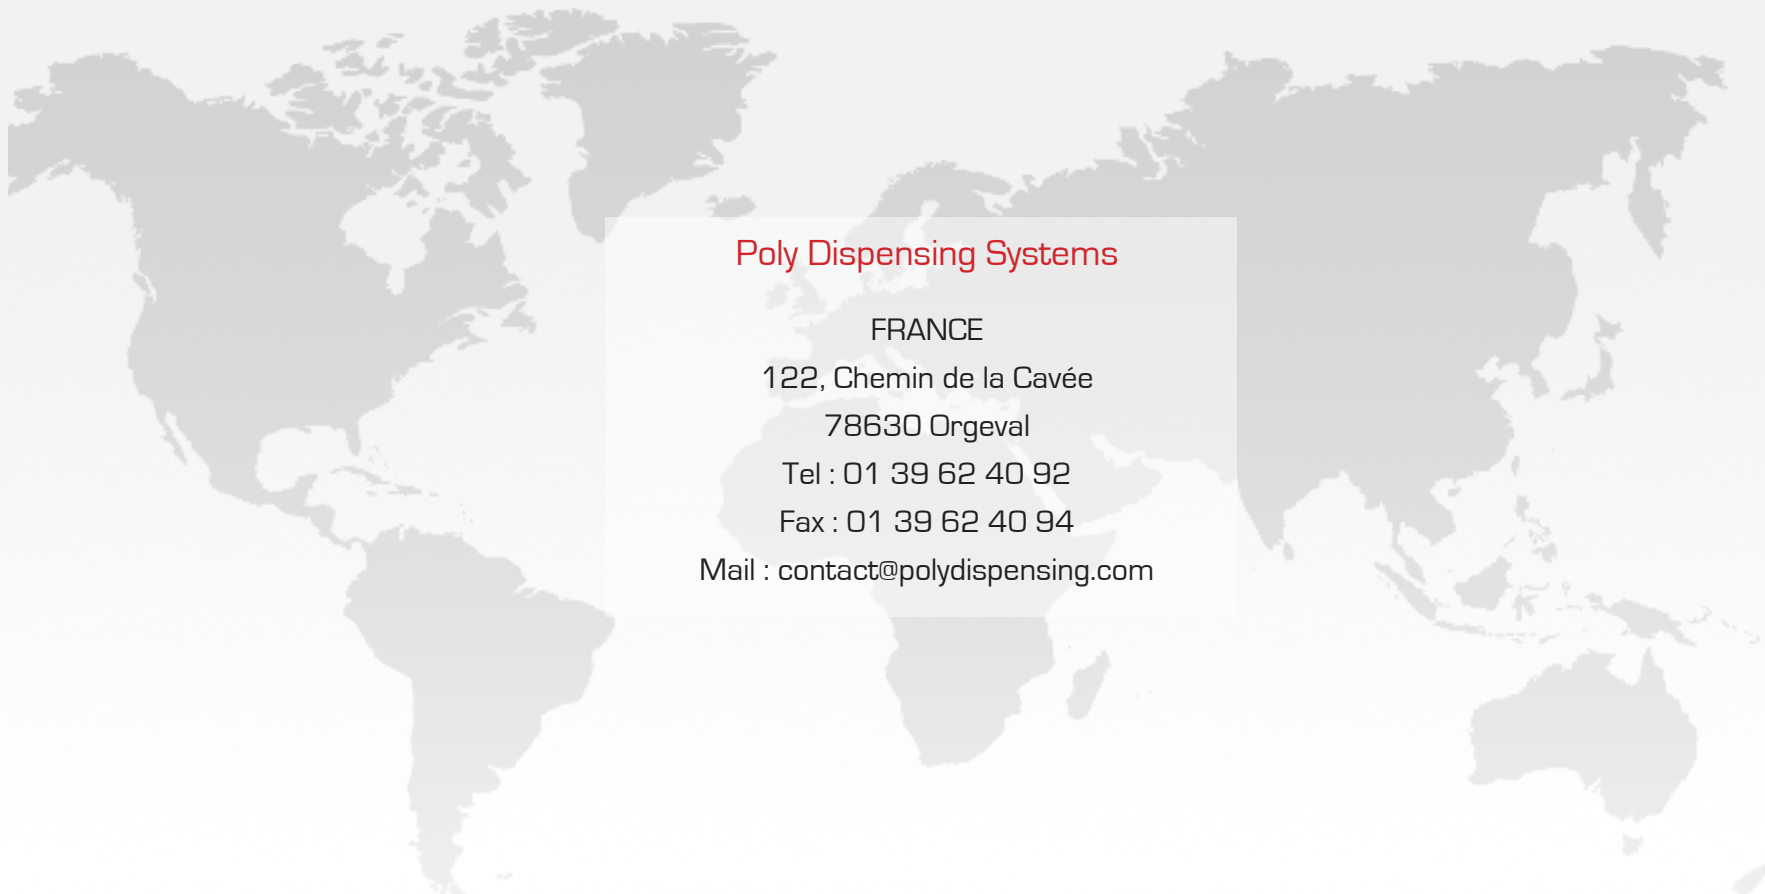 Poly Dispensing Systems
FRANCE
122, Chemin de la Cavée
78630 Orgeval
Tel : 01 39 62 40 92
Fax : 01 39 62 40 94
Mail : contact@polydispensing.com